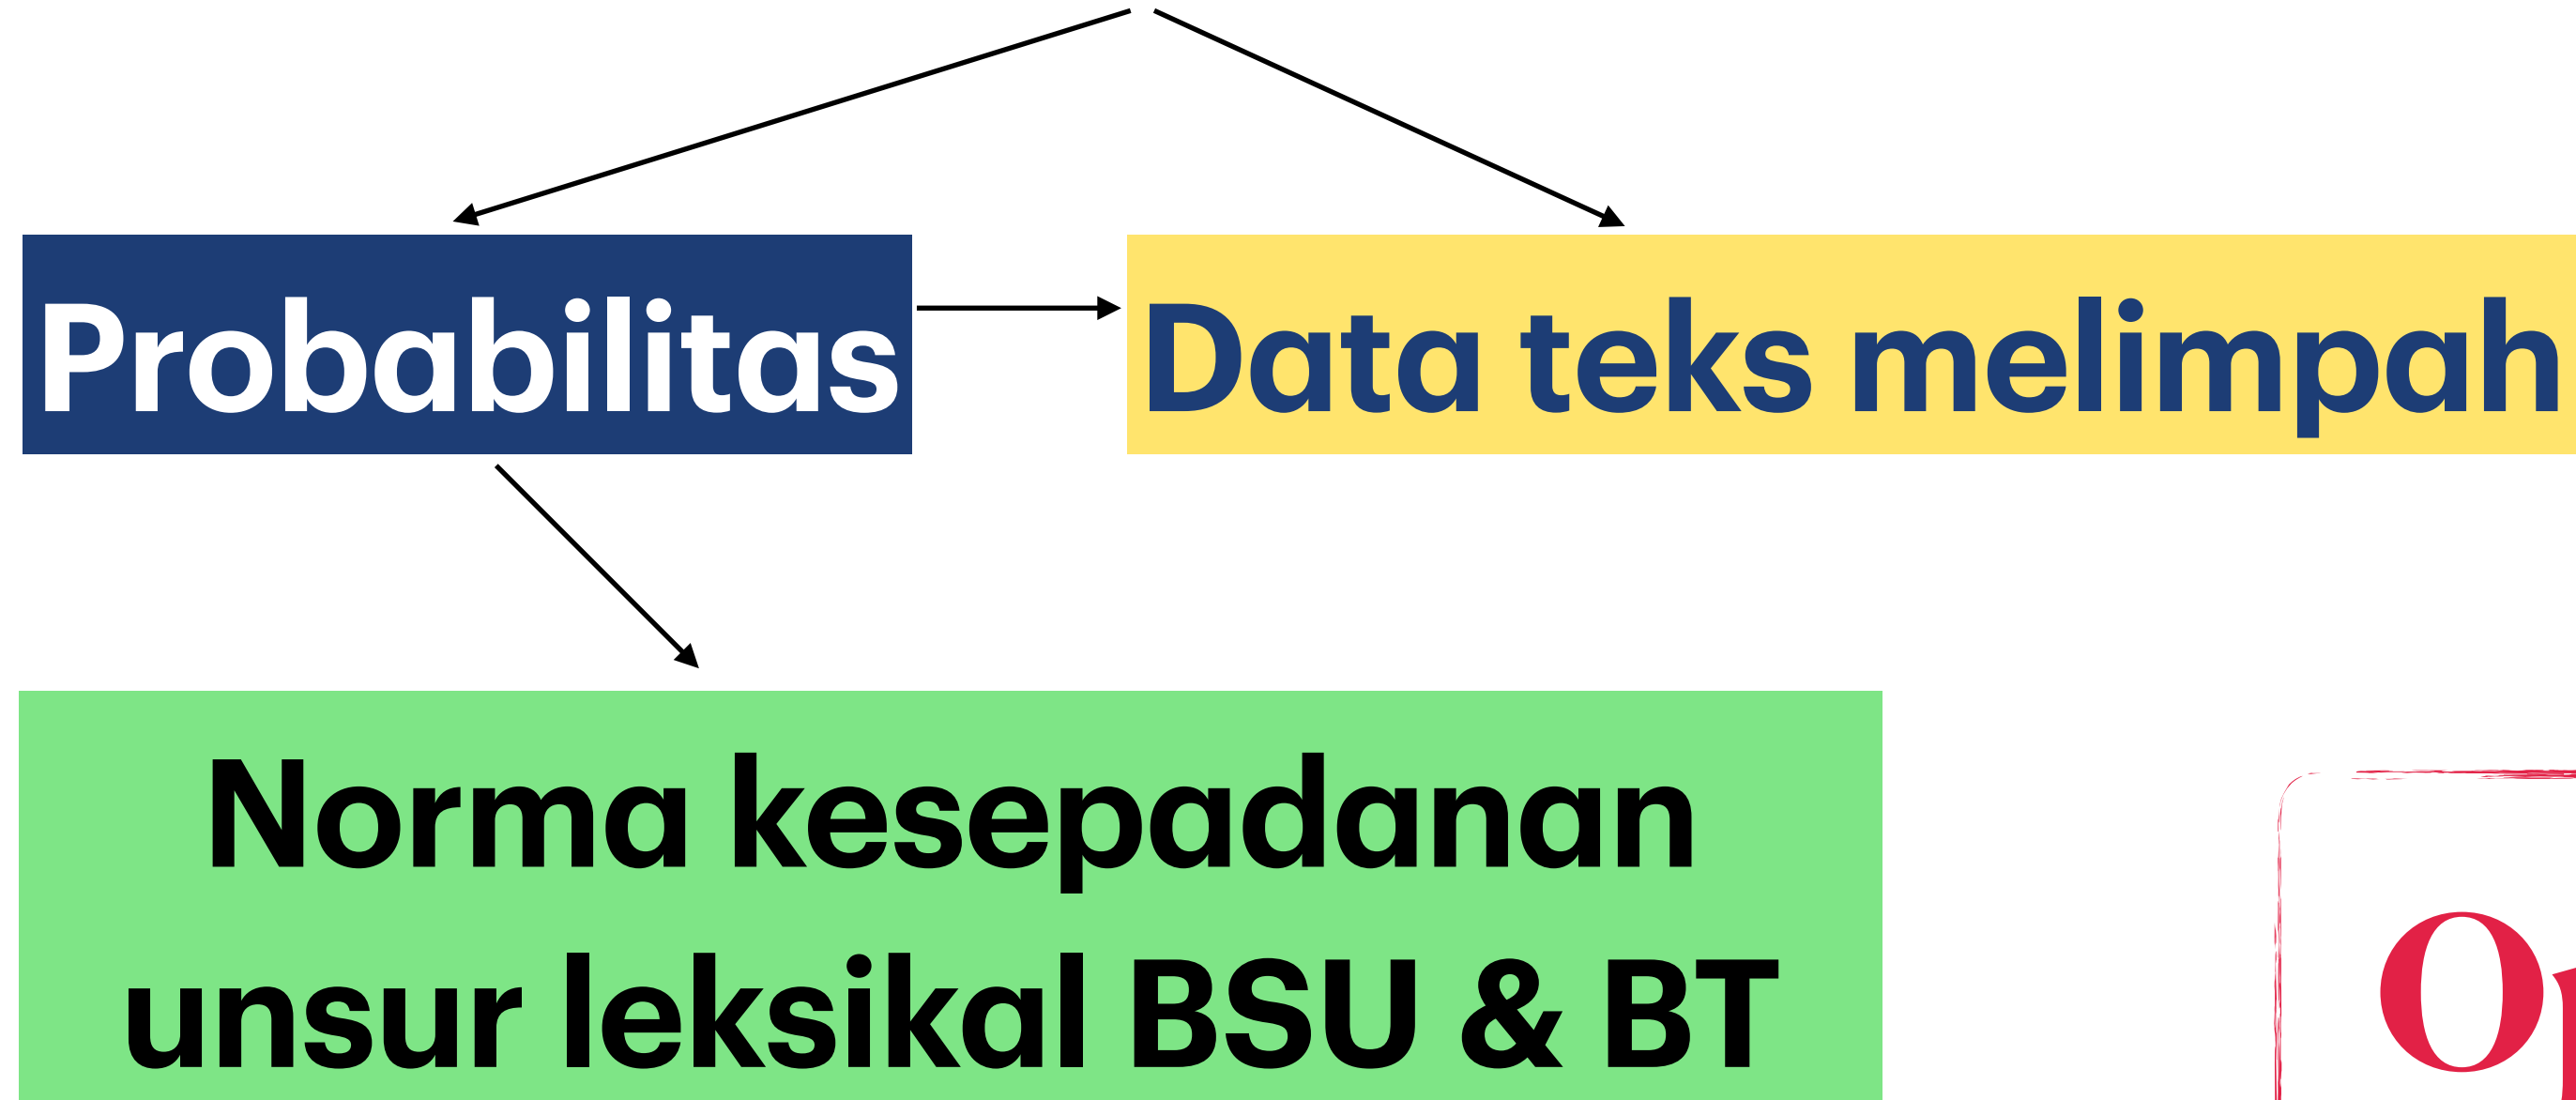 Probabilitas
Data teks melimpah
Norma kesepadanan
unsur leksikal BSU & BT